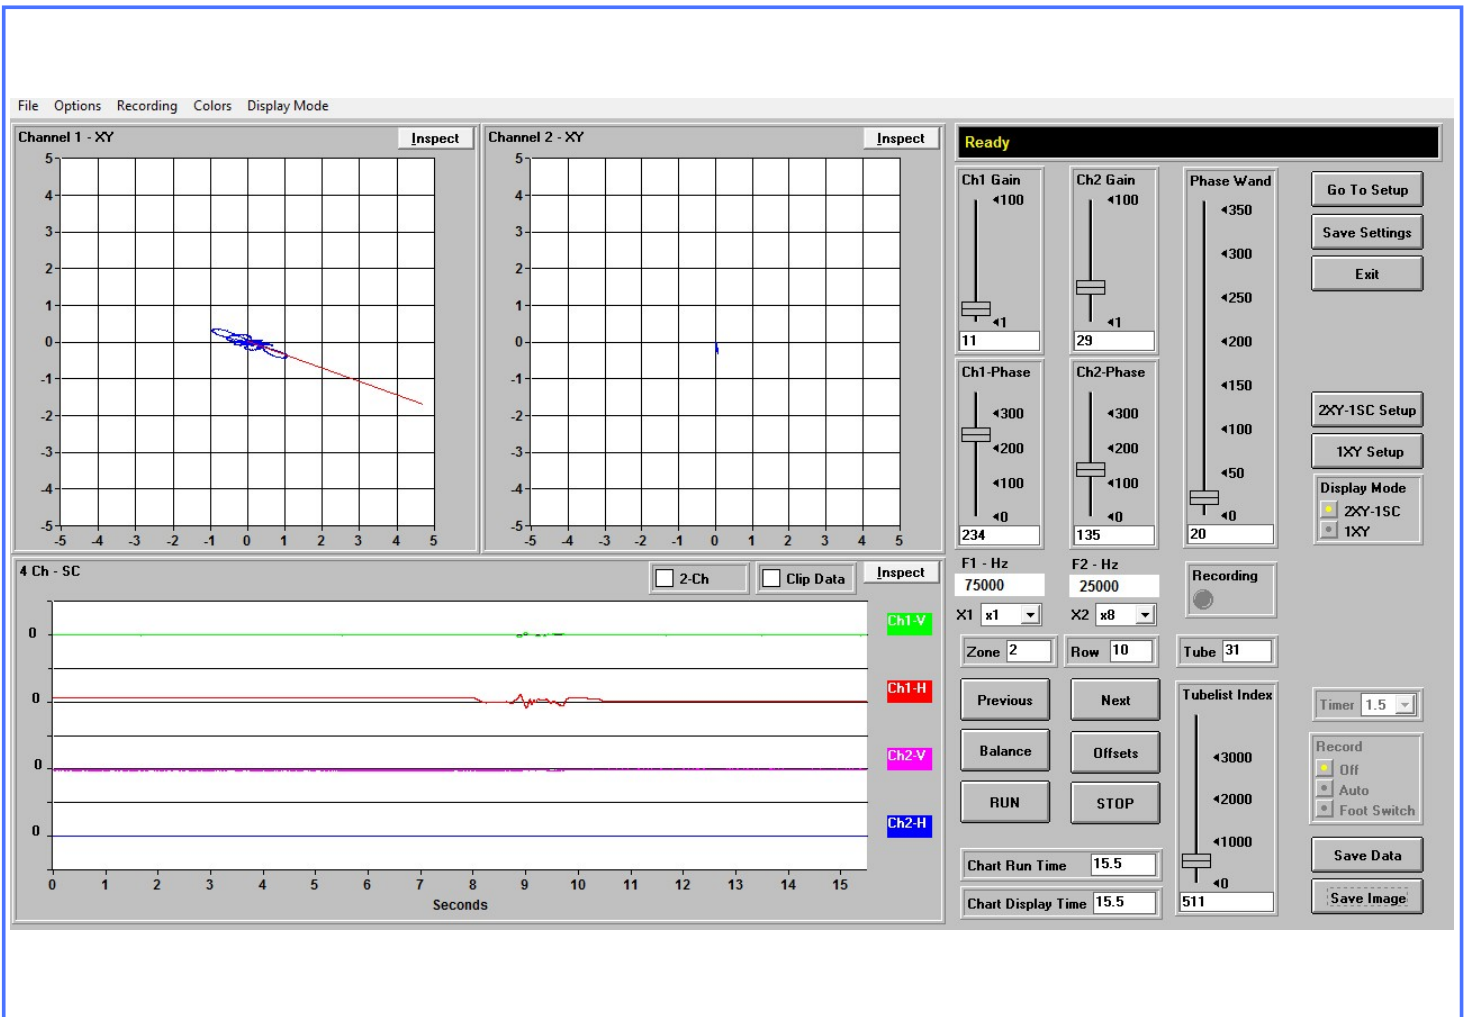 File Options Recording Colors Display Mode
Channel 1 - XY Inspect
5
4
3
2
1
0
-1
-2
-3
-4
-5
-5 -4 -3 -2 -1 0 1 2 3 4 5
Channel 2 - XY Inspect
5
4
3
2
1
0
-1
-2
-3
-4
-5
-5 -4 -3 -2 -1 0 1 2 3 4 5
4 Ch - SC 2-Ch Clip Data Inspect
0 Ch1-V
0 Ch1-H
0 Ch2-V
0 Ch2-H
0 1 2 3 4 5 6 7 8 9 10 11 12 13 14 15
Seconds
Ready
Ch1 Gain
100
1
11
Ch2 Gain
100
1
29
Phase Wand
350
300
250
200
150
100
50
0
20
Go To Setup
Save Settings
Exit
Ch1-Phase
300
200
100
0
234
Ch2-Phase
300
200
100
0
135
2XY-1SC Setup
1XY Setup
Display Mode
2XY-1SC
1XY
F1 - Hz
75000
F2 - Hz
25000
Recording
X1 x1 X2 x8
Zone 2 Row 10 Tube 31
Previous Next
Balance Offsets
RUN STOP
Tubelist Index
3000
2000
1000
0
511
Timer 1.5
Record
Off
Auto
Foot Switch
Chart Run Time 15.5
Chart Display Time 15.5
Save Data
Save Image